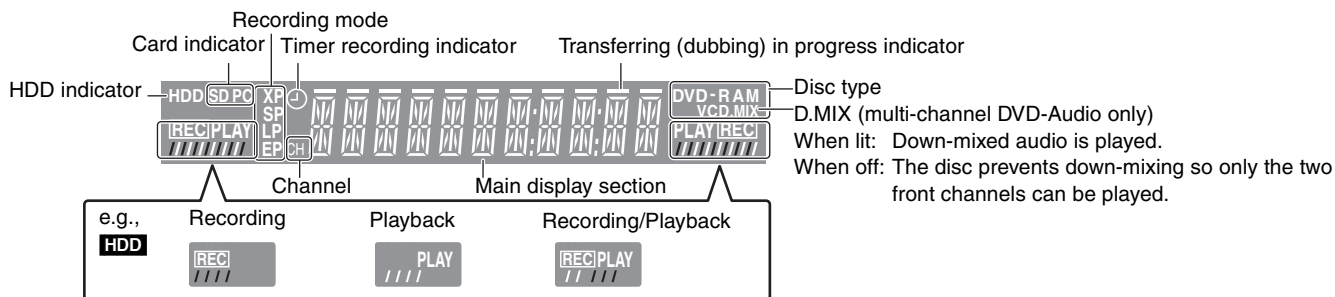 Recording mode
Card indicator Timer recording indicator Transferring (dubbing) in progress indicator
HDD indicator
HDD SD PC XP DVD-RAM
SP VCD.MIX
REC PLAY LP PLAY REC
EP CH
Disc type
D.MIX (multi-channel DVD-Audio only)
When lit: Down-mixed audio is played.
When off: The disc prevents down-mixing so only the two
front channels can be played.
Channel Main display section
e.g., Recording Playback Recording/Playback
HDD
REC PLAY REC PLAY